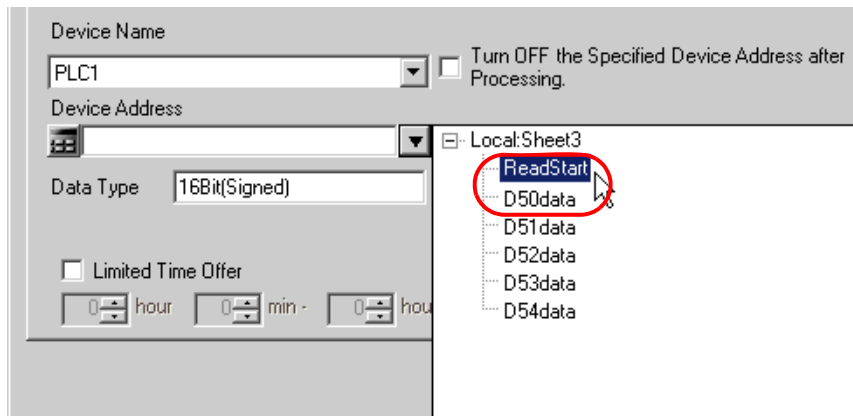 Device Name
PLC1
Turn OFF the Specified Device Address after
Processing.
Device Address
Local:Sheet3
ReadStart
Data Type
16Bit(Signed)
D50data
D51data
D52data
Limited Time Offer
D53data
0 hour 0 min - 0 hou
D54data